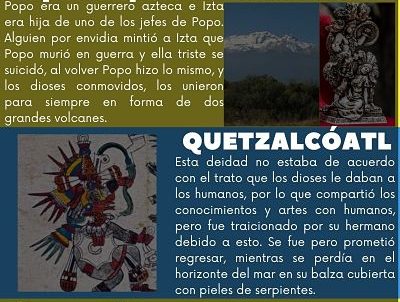 Popo era un guerrero azteca e Izta
era hija de uno de los jefes de Popo.
Alguien por envidia mintió a Izta que
Popo murió en guerra y ella triste se
suicidó, al volver Popo hizo lo mismo, y
los dioses conmovidos, los unieron
para siempre en forma de dos
grandes volcanes.
QUETZALCÓATL
Esta deidad no estaba de acuerdo
con el trato que los dioses le daban a
los humanos, por lo que compartió los
conocimientos y artes con humanos,
pero fue traicionado por su hermano
debido a esto. Se fue pero prometió
regresar, mientras se perdía en el
horizonte del mar en su balza cubierta
con pieles de serpientes.